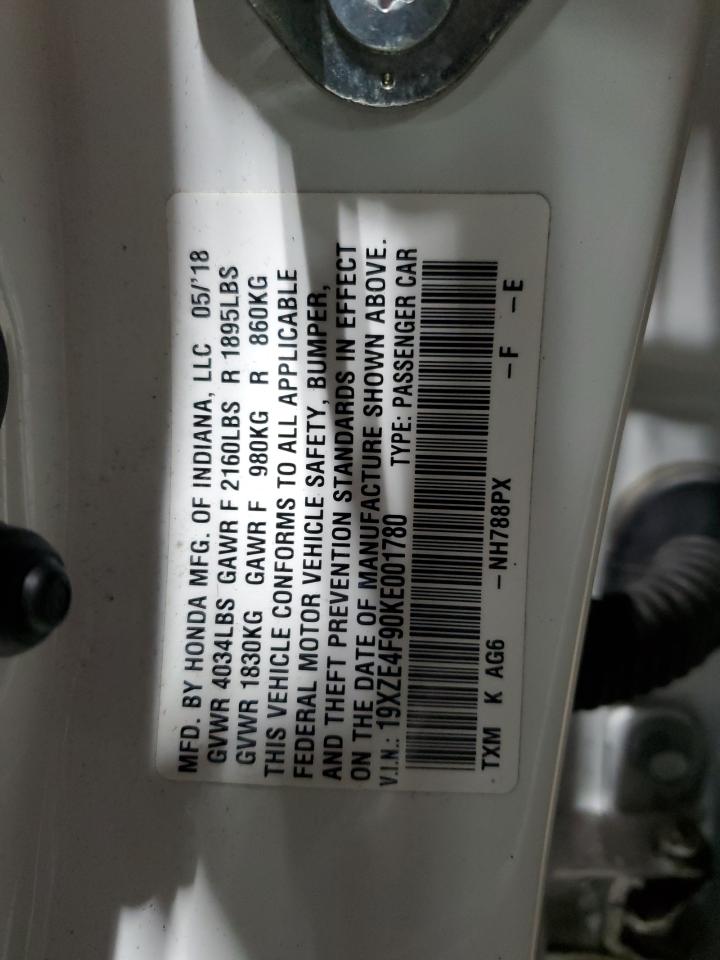 MFD. BY HONDA MFG. OF INDIANA, LLC 05/'18
GVWR 4034LBS GAWR F 2160LBS R 1895LBS
GVWR 1830KG GAWR F 980KG R 860KG
THIS VEHICLE CONFORMS TO ALL APPLICABLE
FEDERAL MOTOR VEHICLE SAFETY, BUMPER,
AND THEFT PREVENTION STANDARDS IN EFFECT
ON THE DATE OF MANUFACTURE SHOWN ABOVE.
V.I.N.: 19XZE4F90KE001780 TYPE: PASSENGER CAR
TXM K AG6 -NH788PX -F -E